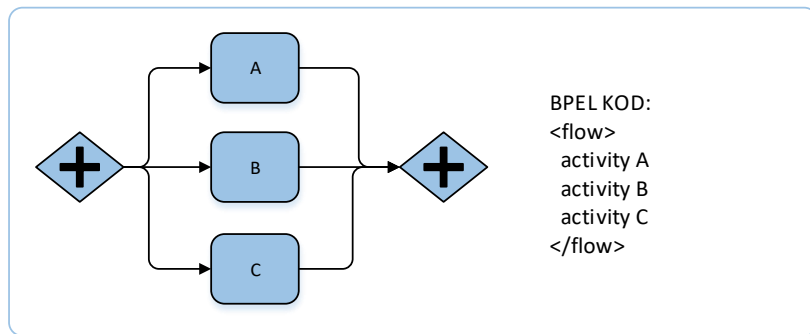 A
B
C
BPEL KOD:
<flow>
activity A
activity B
activity C
</flow>